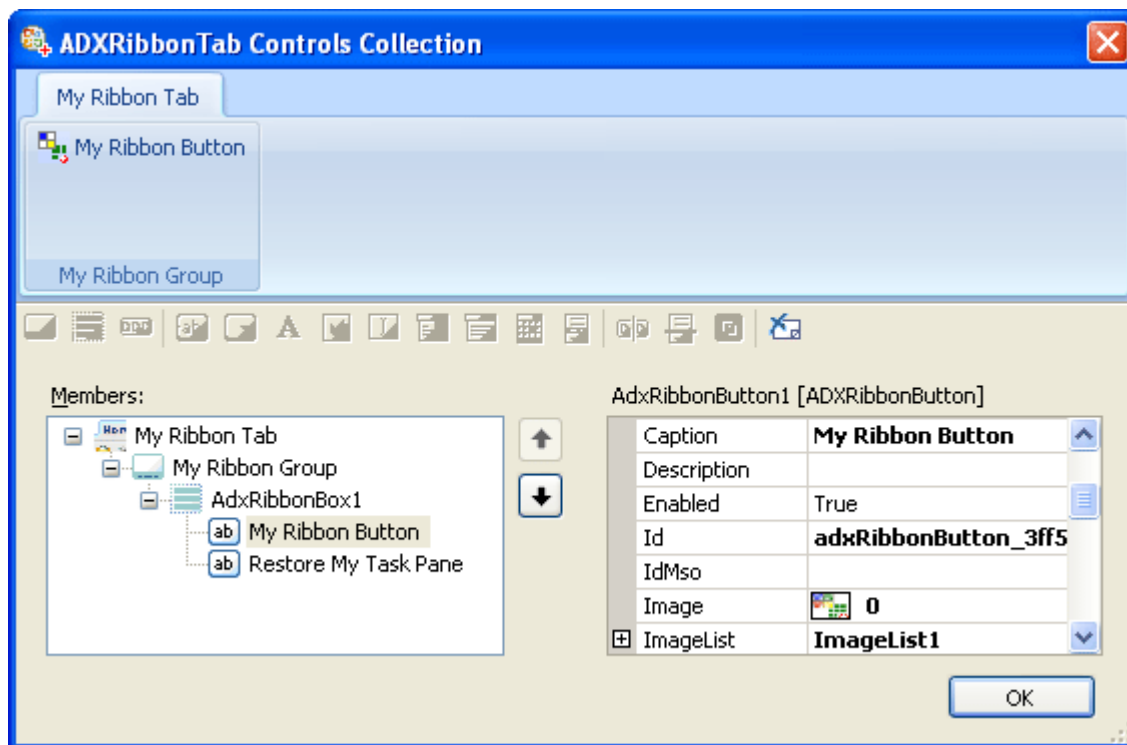 ADXRibbonTab Controls Collection
My Ribbon Tab
My Ribbon Button
My Ribbon Group
Members:
My Ribbon Tab
My Ribbon Group
AdxRibbonBox1
ab My Ribbon Button
ab Restore My Task Pane
AdxRibbonButton1 [ADXRibbonButton]
Caption My Ribbon Button
Description
Enabled True
Id adxRibbonButton_3ff5
IdMso
Image 0
ImageList ImageList1
OK